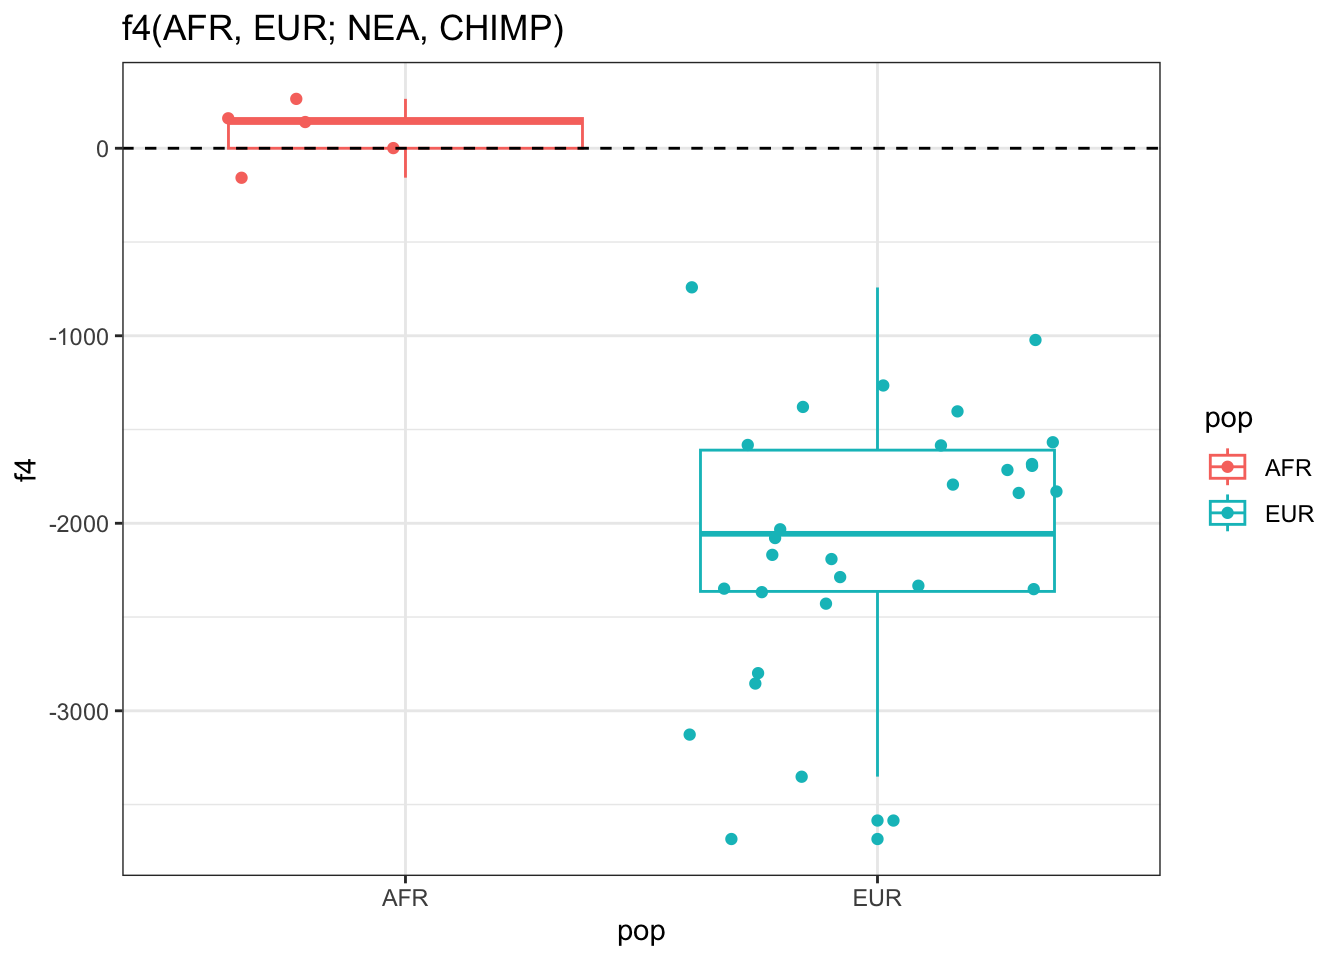 f4(AFR, EUR; NEA, CHIMP)
0
-1000
-2000
-3000
f4
AFR
EUR
pop
pop
AFR
EUR